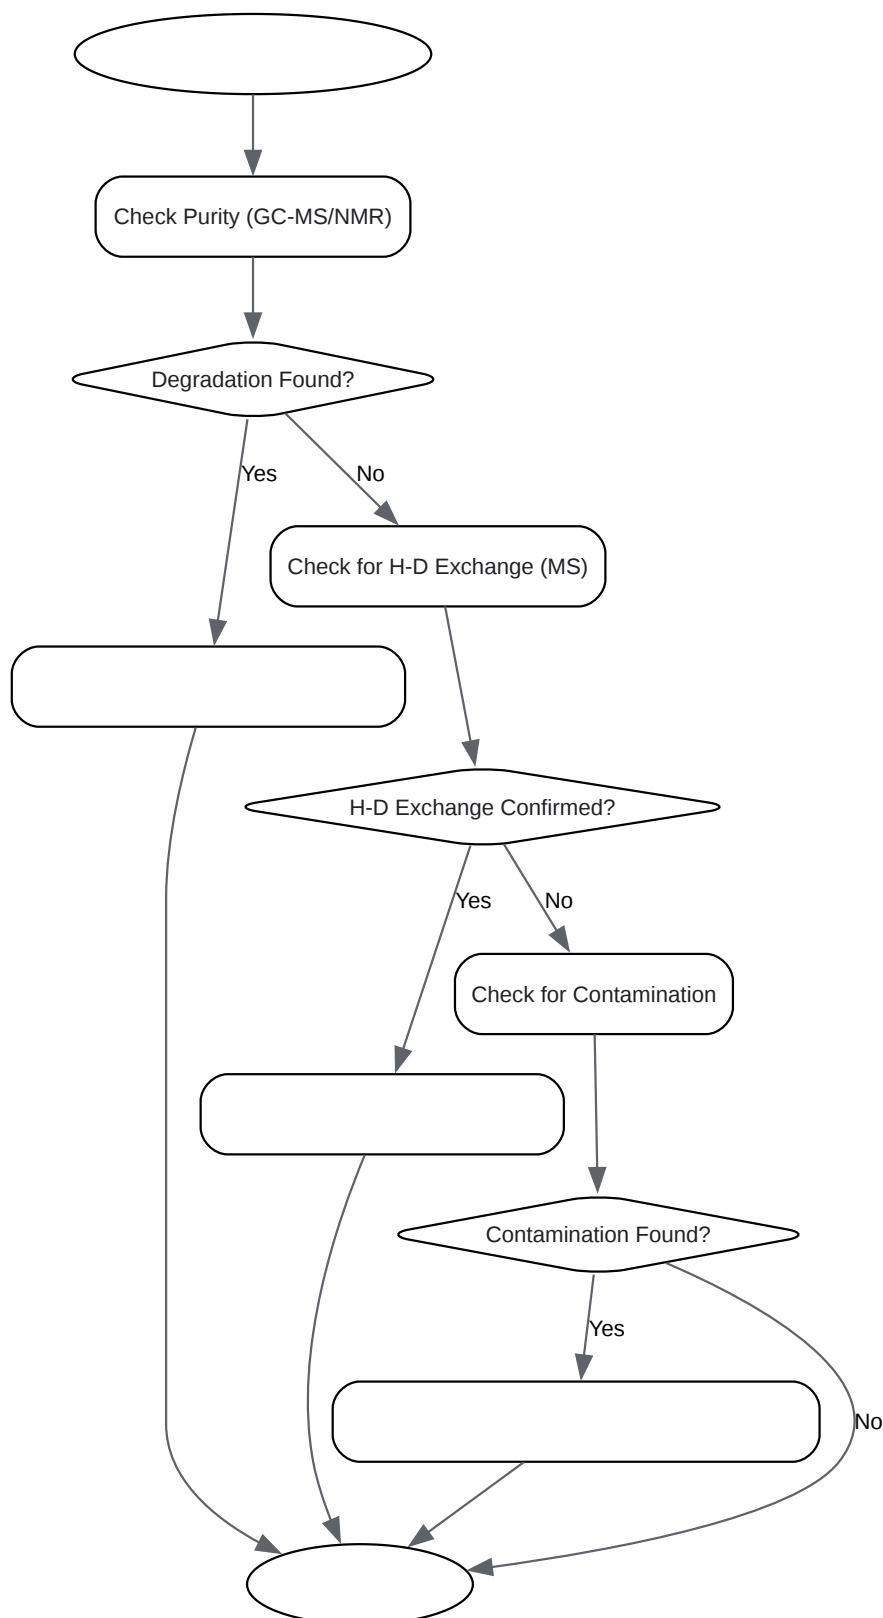 Check Purity (GC-MS/NMR)
Degradation Found?
Yes
No
Check for H-D Exchange (MS)
H-D Exchange Confirmed?
Yes
No
Check for Contamination
Contamination Found?
Yes
No